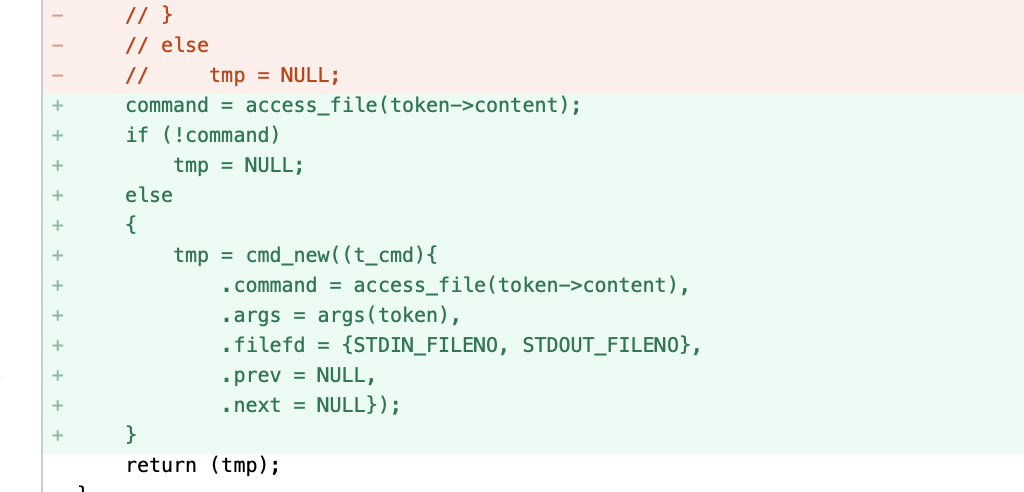 -     // }
-     // else
-     //     tmp = NULL;
+     command = access_file(token->content);
+     if (!command)
+         tmp = NULL;
+     else
+     {
+         tmp = cmd_new((t_cmd){
+             .command = access_file(token->content),
+             .args = args(token),
+             .filefd = {STDIN_FILENO, STDOUT_FILENO},
+             .prev = NULL,
+             .next = NULL});
+     }
      return (tmp);
  }